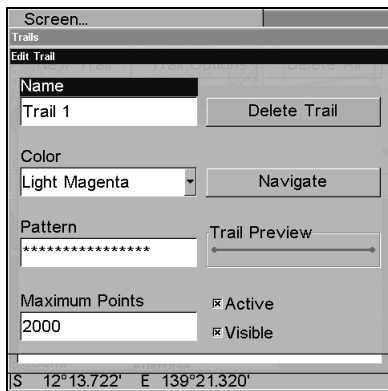 Screen...
Trails
Edit Trail
Name
Trail 1
Delete Trail
Color
Light Magenta
Navigate
Pattern
****************
Trail Preview
Maximum Points
2000
Active
Visible
S 12°13.722' E 139°21.320'